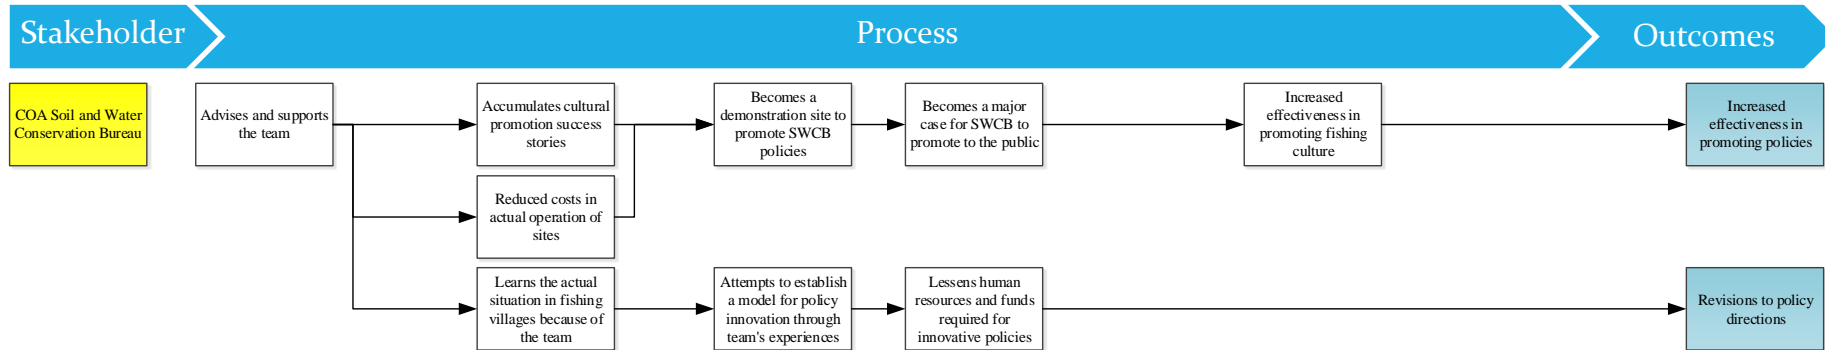 Stakeholder
Process
Outcomes
COA Soil and Water
Conservation Bureau
Advises and supports
the team
Accumulates cultural
promotion success
stories
Becomes a
demonstration site to
promote SWCB
policies
Becomes a major
case for SWCB to
promote to the public
Increased
effectiveness in
promoting fishing
culture
Increased
effectiveness in
promoting policies
Reduced costs in
actual operation of
sites
Learns the actual
situation in fishing
villages because of
the team
Attempts to establish
a model for policy
innovation through
team's experiences
Lessens human
resources and funds
required for
innovative policies
Revisions to policy
directions